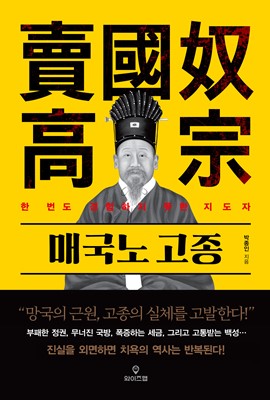 賣國奴
高宗
한 번도 지도자
매국노 고종
박종인
지음
“망국의 근원, 고종의 실체를 고발한다!”
부패한 정권, 무너진 국방, 폭증하는 세금, 그리고 고통받는 백성…
진실을 외면하면 치욕의 역사는 반복된다!
와이즈맵